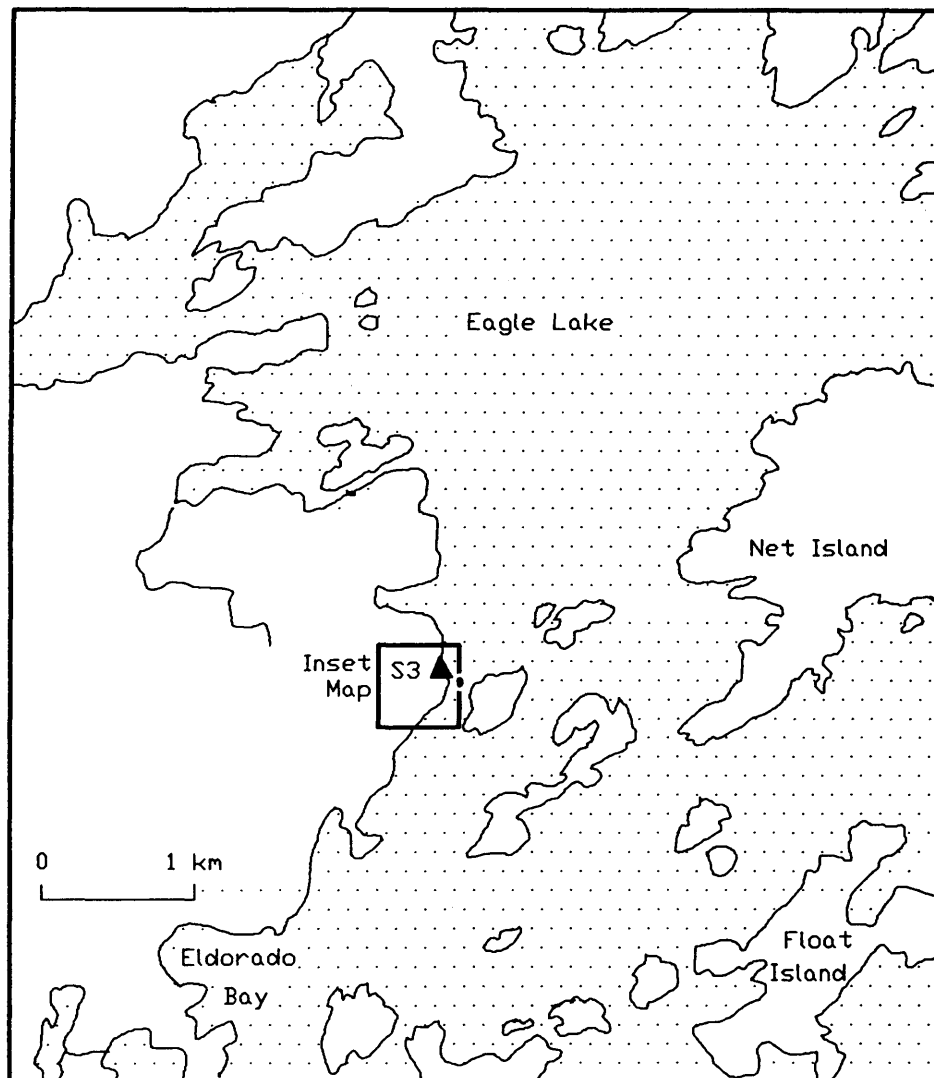 Eagle Lake
Net Island
Inset
Map
S3
0 1 km
Float
Island
Eldorado
Bay